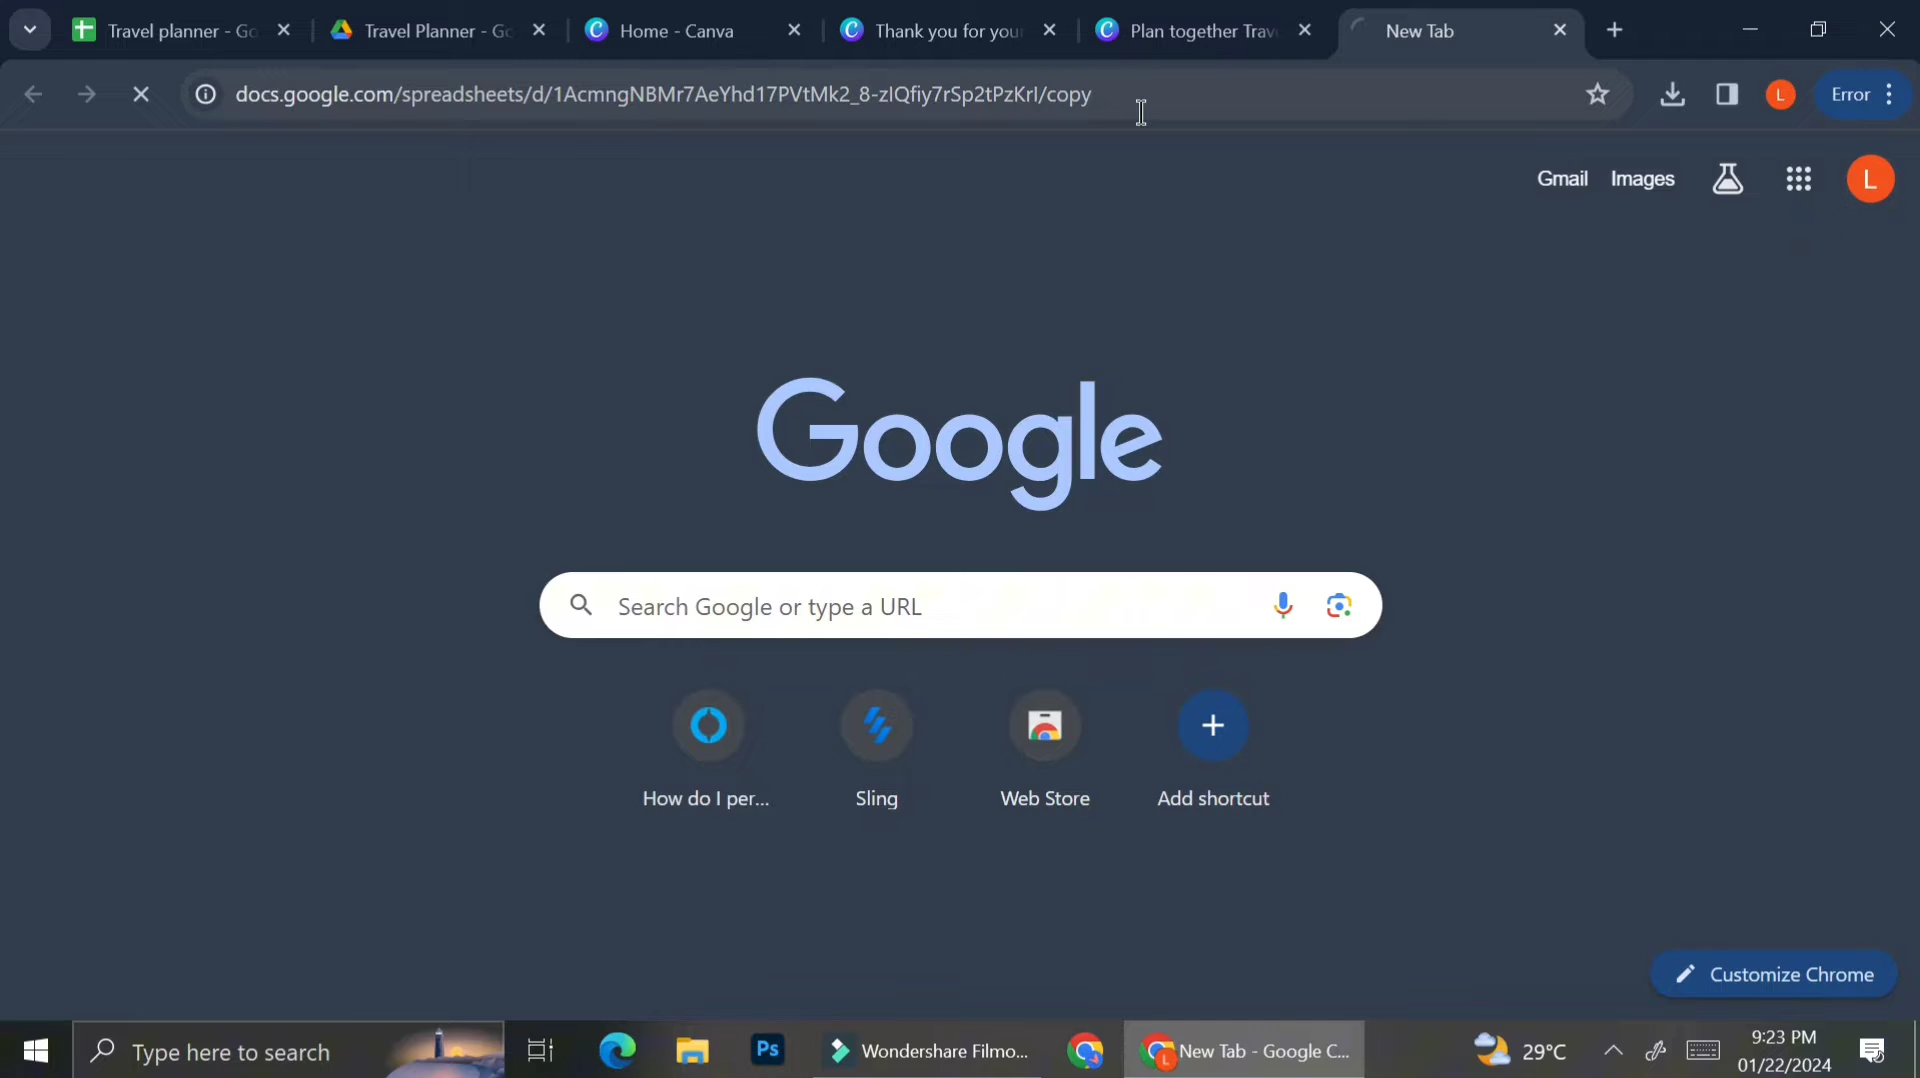 Travel planner - Go
Travel Planner - Go
Home - Canva
Thank you for your
Plan together Trav
New Tab
docs.google.com/spreadsheets/d/1AcmngNBMr7AeYhd17PVtMk2_8-zIQfiy7rSp2tPzKrI/copy
L
Error
Gmail
Images
L
Google
Search Google or type a URL
How do I per...
Sling
Web Store
Add shortcut
Customize Chrome
Type here to search
Ps
Wondershare Filmo...
L
New Tab - Google C...
29°C
9:23 PM
01/22/2024